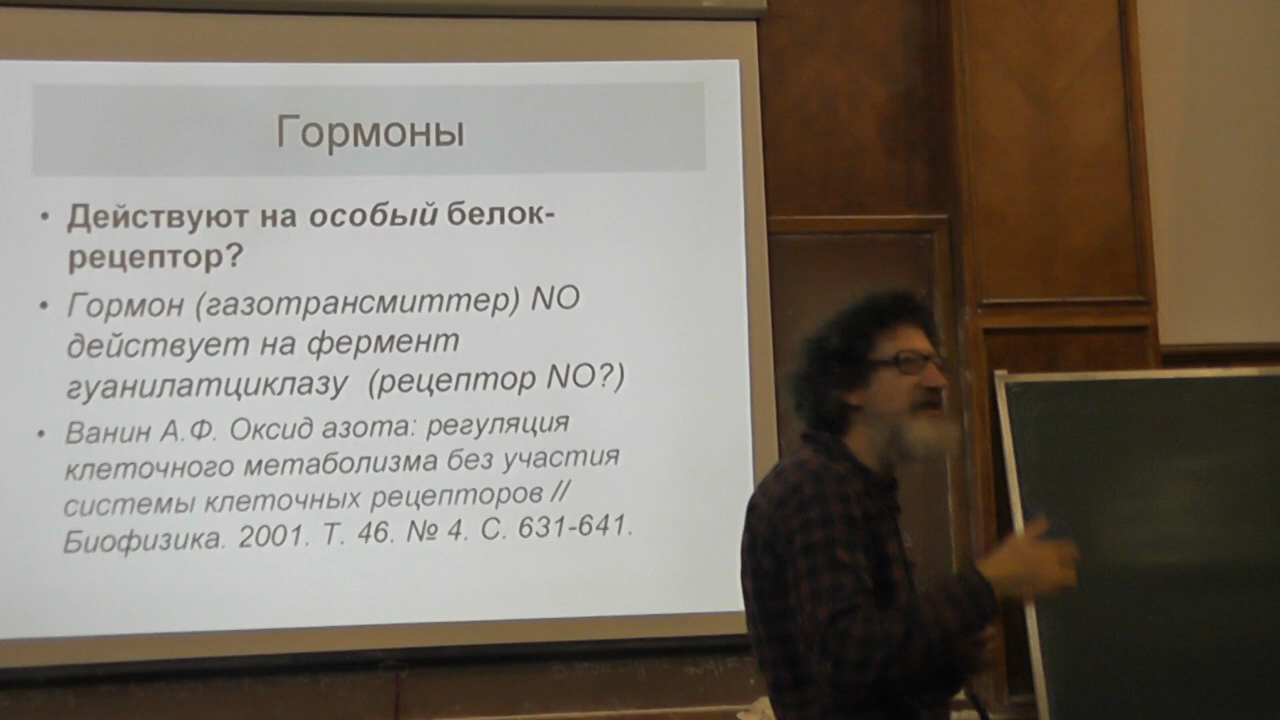 Гормоны
• Действуют на особый белок-
рецептор?
• Гормон (газотрансмиттер) NO
действует на фермент
гуанилатциклазу (рецептор NO?)
• Ванин А.Ф. Оксид азота: регуляция
клеточного метаболизма без участия
системы клеточных рецепторов //
Биофизика. 2001. Т. 46. № 4. С. 631-641.